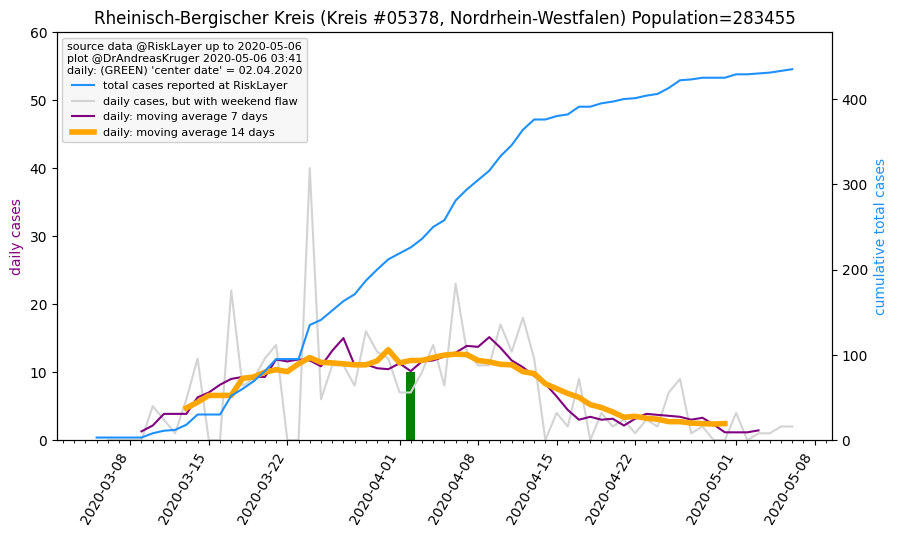 Rheinisch-Bergischer Kreis (Kreis #05378, Nordrhein-Westfalen) Population=283455
source data @RiskLayer up to 2020-05-06
plot @DrAndreasKruger 2020-05-06 03:41
daily: (GREEN) 'center date' = 02.04.2020
total cases reported at RiskLayer
daily cases, but with weekend flaw
daily: moving average 7 days
daily: moving average 14 days
daily cases
60
50
40
30
20
10
0
cumulative total cases
400
300
200
100
0
2020-03-08
2020-03-15
2020-03-22
2020-04-01
2020-04-08
2020-04-15
2020-04-22
2020-05-01
2020-05-08